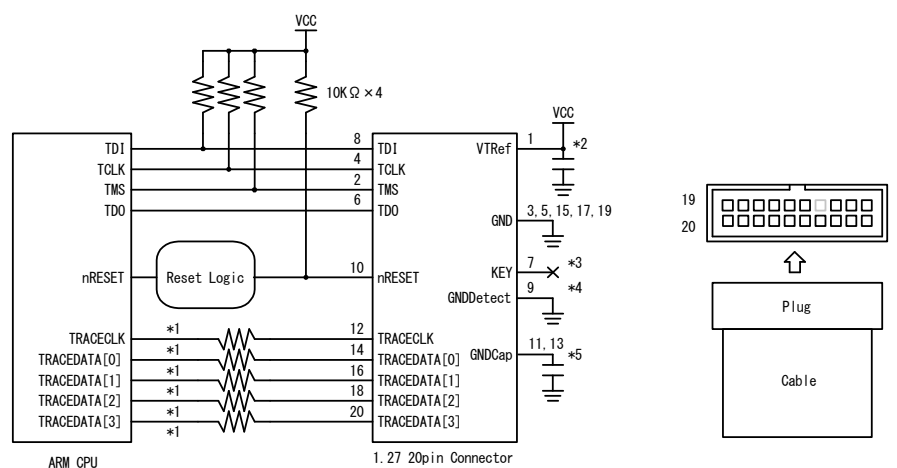 VCC
10KΩ×4
VCC
TDI 8 TDI VTRef 1 *2
TCLK 4 TCLK
TMS 2 TMS
TDO 6 TDO
GND 3, 5, 15, 17, 19
nRESET Reset Logic 10 nRESET
KEY 7 *3
GNDDetect 9 *4
TRACECLK *1 12 TRACECLK
TRACEDATA[0] *1 14 TRACEDATA[0]
GNDCap 11, 13 *5
TRACEDATA[1] *1 16 TRACEDATA[1]
TRACEDATA[2] *1 18 TRACEDATA[2]
TRACEDATA[3] *1 20 TRACEDATA[3]
*1
ARM CPU
1.27 20pin Connector
19
20
Plug
Cable